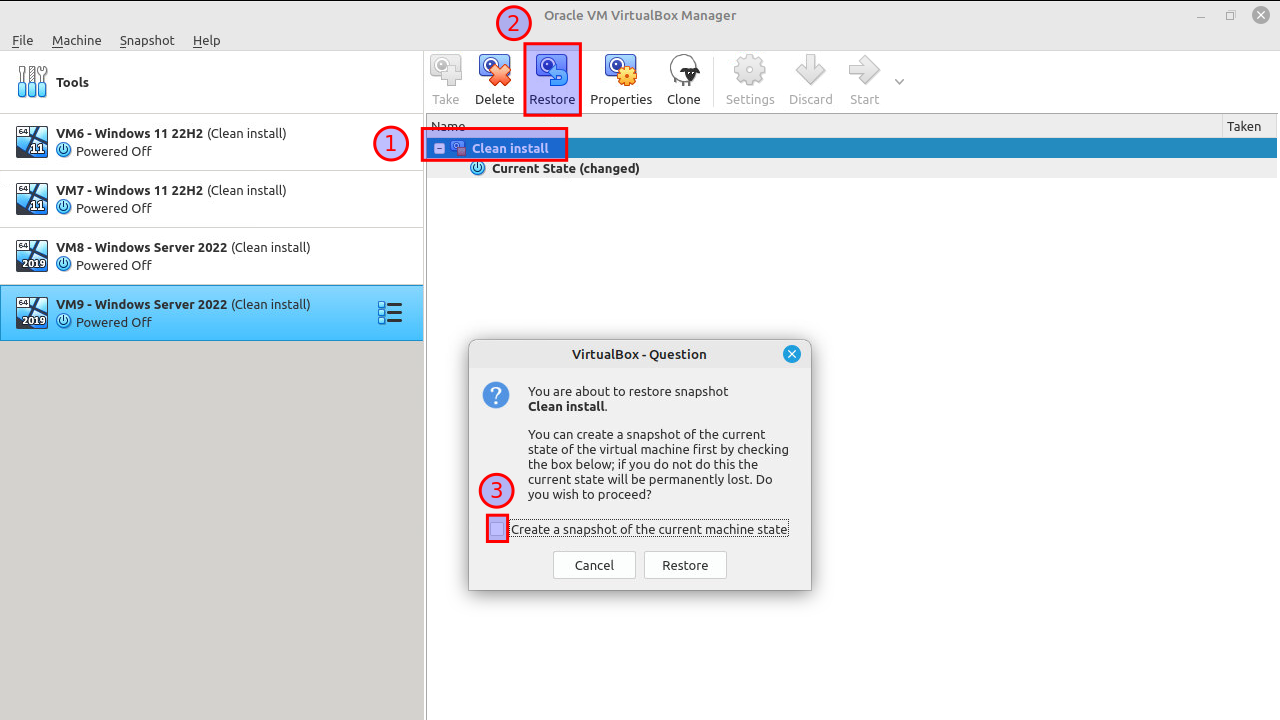 2
Oracle VM VirtualBox Manager
File Machine Snapshot Help
Tools
Take Delete Restore Properties Clone Settings Discard Start
Name Taken
1
Clean install
Current State (changed)
64 11 VM6 - Windows 11 22H2 (Clean install)
Powered Off
64 11 VM7 - Windows 11 22H2 (Clean install)
Powered Off
64 2019 VM8 - Windows Server 2022 (Clean install)
Powered Off
64 2019 VM9 - Windows Server 2022 (Clean install)
Powered Off
VirtualBox - Question
? You are about to restore snapshot
Clean install.
You can create a snapshot of the current
state of the virtual machine first by checking
the box below; if you do not do this the
current state will be permanently lost. Do
you wish to proceed?
3
Create a snapshot of the current machine state
Cancel Restore